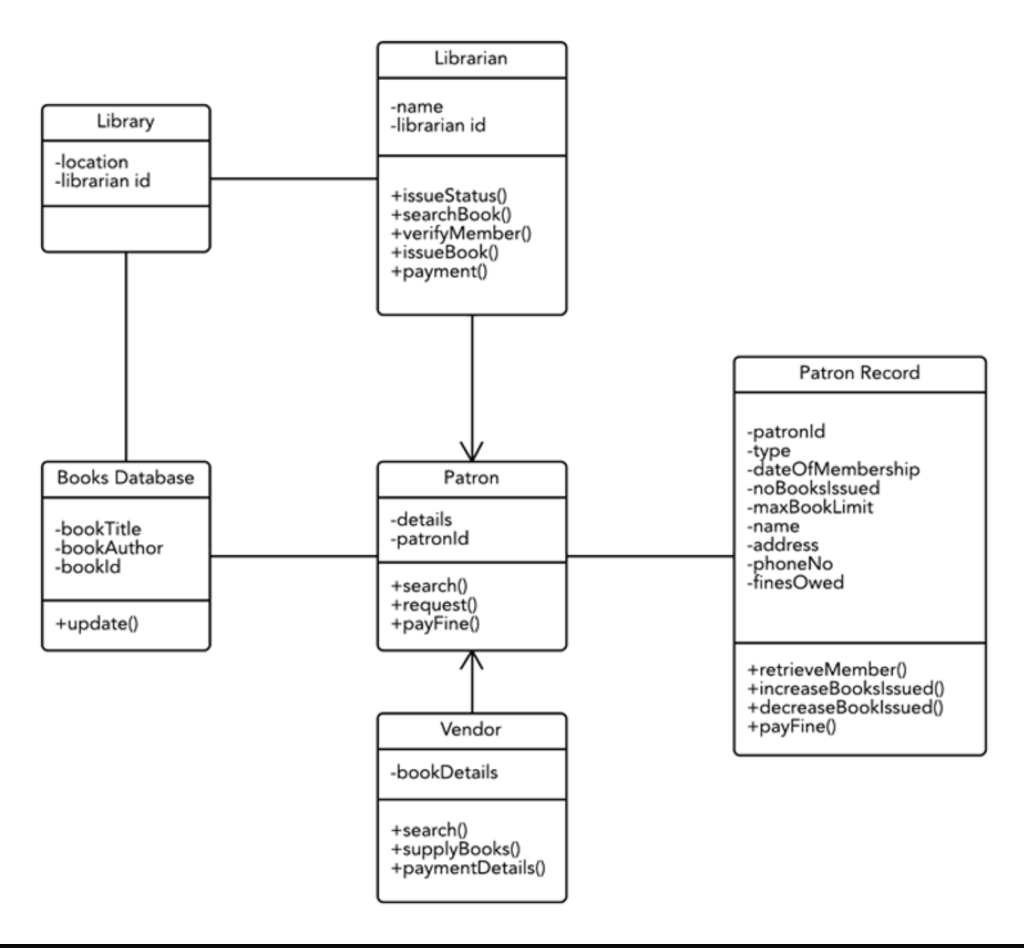 Librarian
-name
-librarian id
+issueStatus()
+searchBook()
+verifyMember()
+issueBook()
+payment()
Library
-location
-librarian id
Patron Record
-patronId
-type
-dateOfMembership
-noBooksIssued
-maxBookLimit
-name
-address
-phoneNo
-finesOwed
+retrieveMember()
+increaseBooksIssued()
+decreaseBookIssued()
+payFine()
Books Database
-bookTitle
-bookAuthor
-bookId
+update()
Patron
-details
-patronId
+search()
+request()
+payFine()
Vendor
-bookDetails
+search()
+supplyBooks()
+paymentDetails()